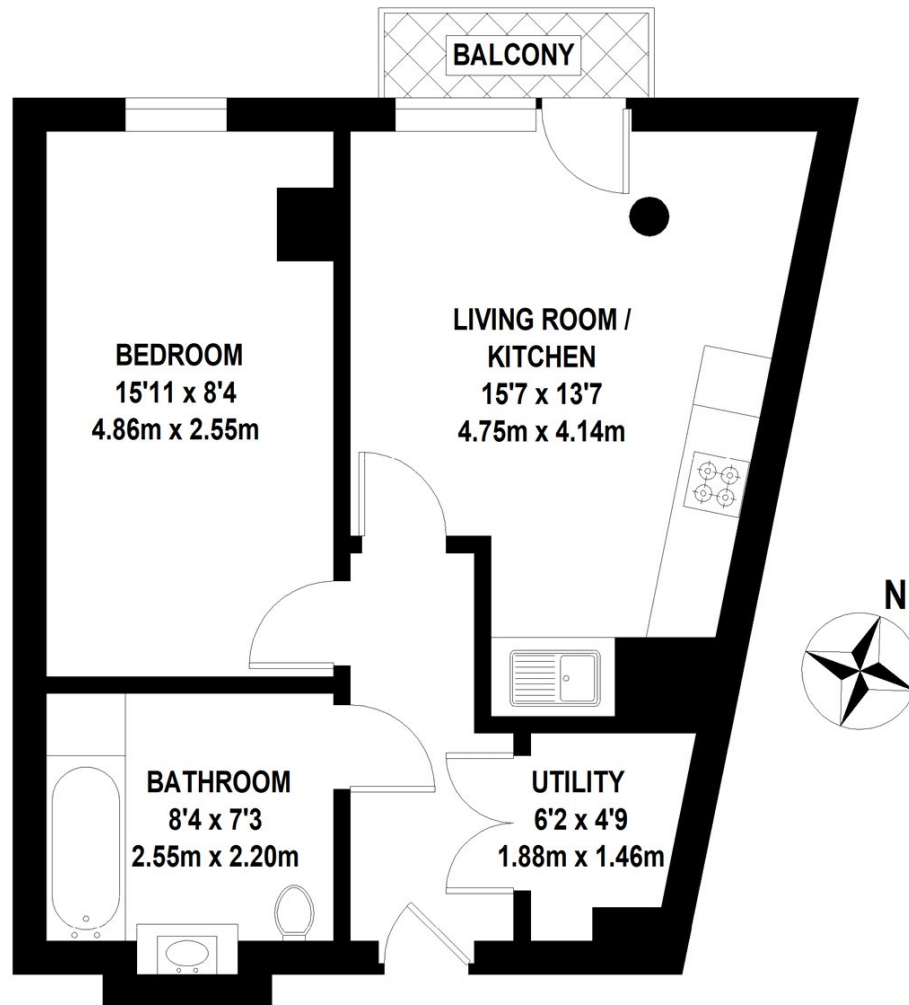 BALCONY
BEDROOM
15'11 x 8'4
4.86m x 2.55m
LIVING ROOM /
KITCHEN
15'7 x 13'7
4.75m x 4.14m
N
BATHROOM
8'4 x 7'3
2.55m x 2.20m
UTILITY
6'2 x 4'9
1.88m x 1.46m